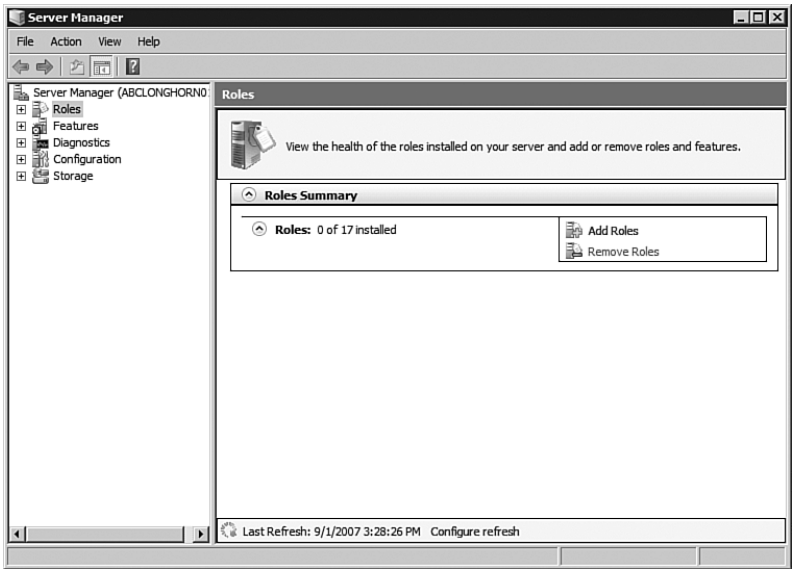 Server Manager
File Action View Help
Server Manager (ABCLONGHORN0
Roles
Features
Diagnostics
Configuration
Storage
Roles
View the health of the roles installed on your server and add or remove roles and features.
Roles Summary
Roles: 0 of 17 installed
Add Roles
Remove Roles
Last Refresh: 9/1/2007 3:28:26 PM Configure refresh